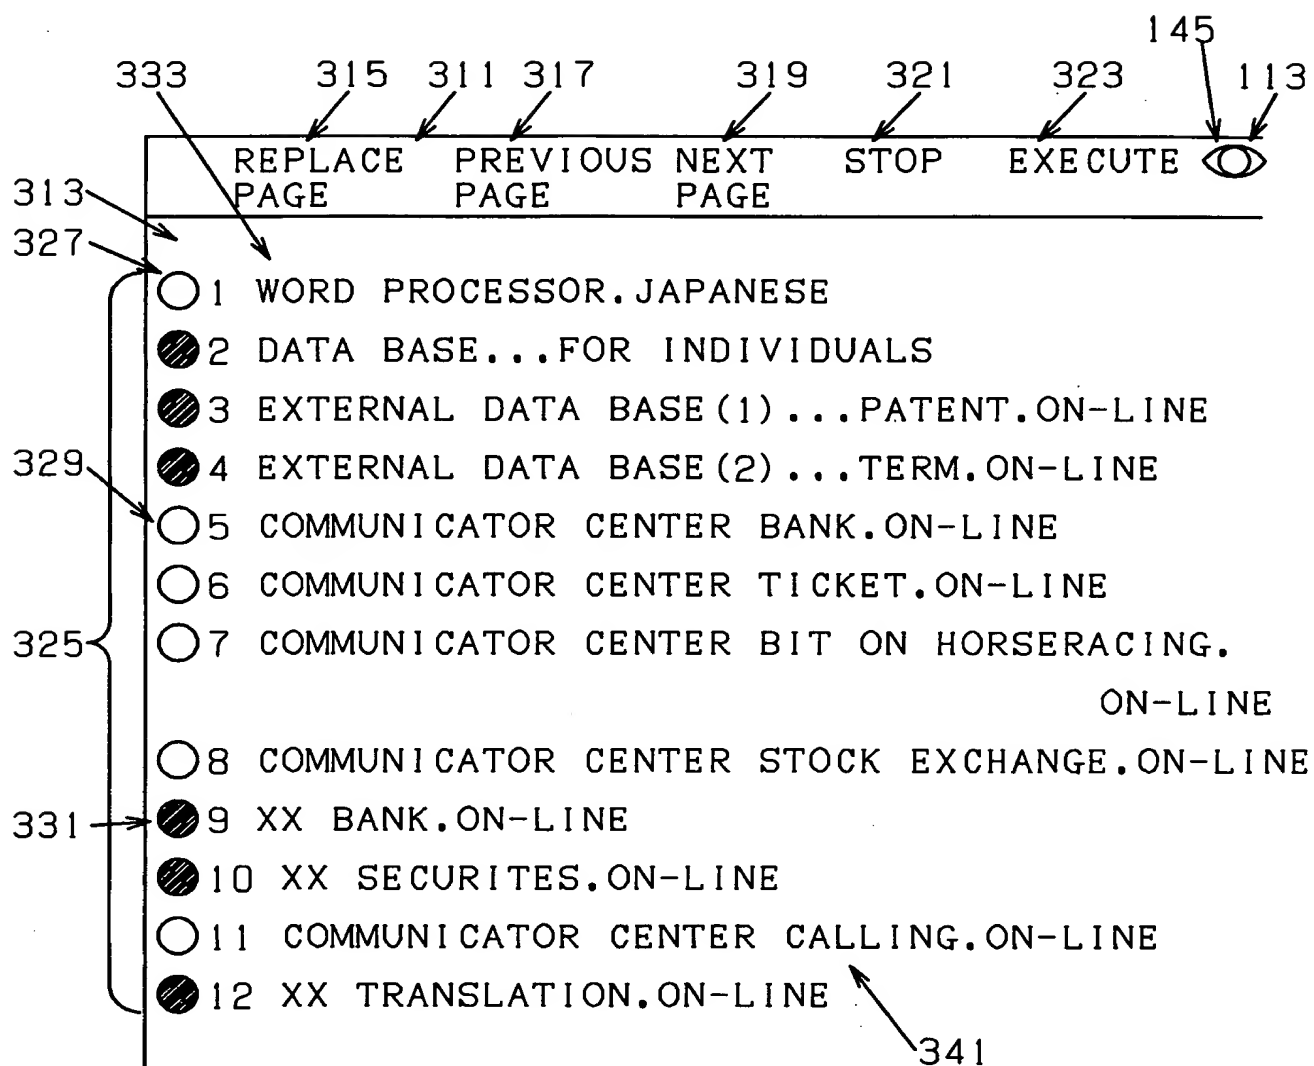 145
333 315 311 317 319 321 323 113
REPLACE PREVIOUS NEXT STOP EXECUTE
PAGE PAGE PAGE
313
327
1 WORD PROCESSOR.JAPANESE
2 DATA BASE...FOR INDIVIDUALS
3 EXTERNAL DATA BASE(1)...PATENT.ON-LINE
329 4 EXTERNAL DATA BASE(2)...TERM.ON-LINE
5 COMMUNICATOR CENTER BANK.ON-LINE
6 COMMUNICATOR CENTER TICKET.ON-LINE
325 7 COMMUNICATOR CENTER BIT ON HORSERACING.
ON-LINE
8 COMMUNICATOR CENTER STOCK EXCHANGE.ON-LINE
331 9 XX BANK.ON-LINE
10 XX SECURITES.ON-LINE
11 COMMUNICATOR CENTER CALLING.ON-LINE
12 XX TRANSLATION.ON-LINE
341